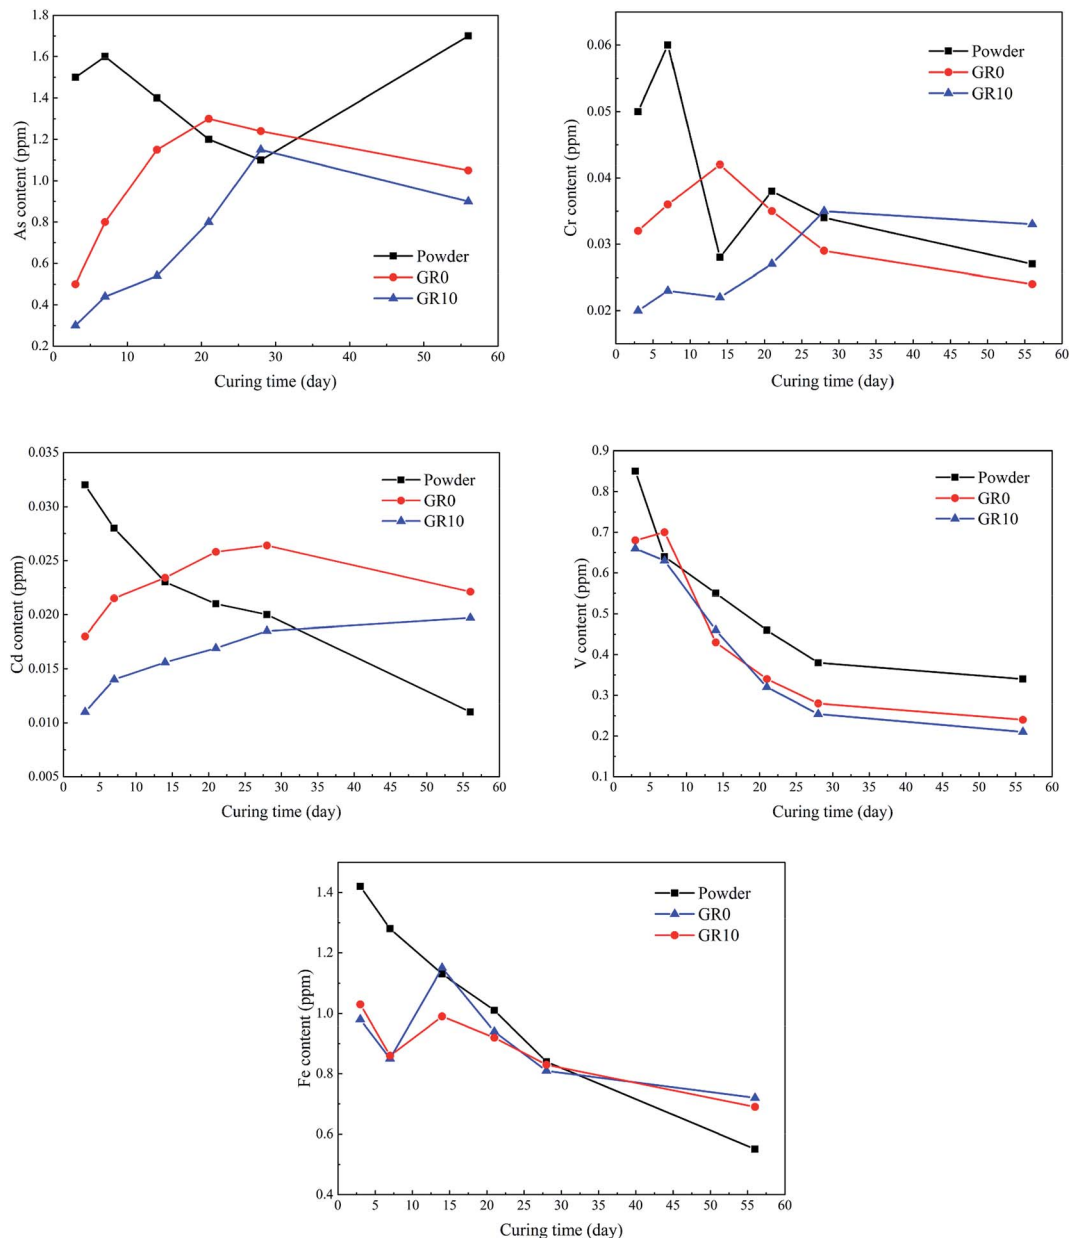 1.8
1.6
1.4
1.2
1.0
0.8
0.6
0.4
0.2
As content (ppm)
Powder
GR0
GR10
0 10 20 30 40 50 60
Curing time (day)
0.06
0.05
0.04
0.03
0.02
Cr content (ppm)
Powder
GR0
GR10
0 5 10 15 20 25 30 35 40 45 50 55 60
Curing time (day)
0.035
0.030
0.025
0.020
0.015
0.010
0.005
Cd content (ppm)
Powder
GR0
GR10
0 5 10 15 20 25 30 35 40 45 50 55 60
Curing time (day)
0.9
0.8
0.7
0.6
0.5
0.4
0.3
0.2
0.1
V content (ppm)
Powder
GR0
GR10
0 5 10 15 20 25 30 35 40 45 50 55 60
Curing time (day)
1.4
1.2
1.0
0.8
0.6
0.4
Fe content (ppm)
Powder
GR0
GR10
0 5 10 15 20 25 30 35 40 45 50 55 60
Curing time (day)